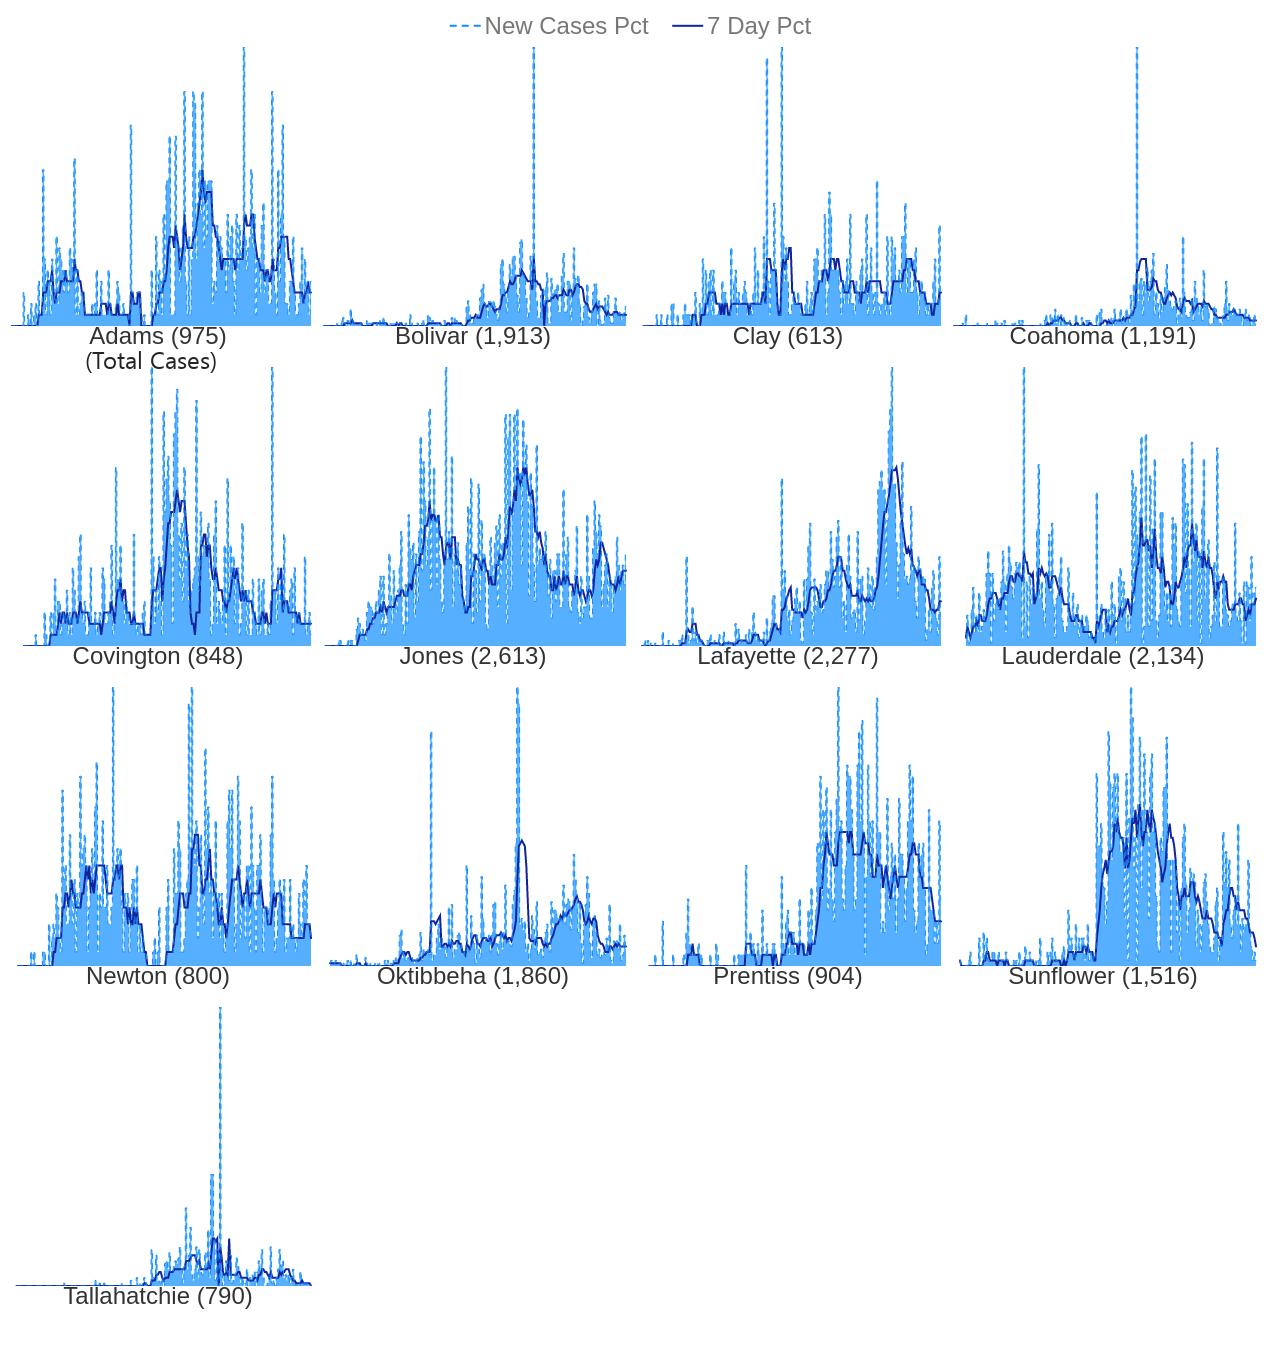 New Cases Pct 7 Day Pct
Adams (975) Bolivar (1,913) Clay (613) Coahoma (1,191)
(Total Cases)
Covington (848) Jones (2,613) Lafayette (2,277) Lauderdale (2,134)
Newton (800) Oktibbeha (1,860) Prentiss (904) Sunflower (1,516)
Tallahatchie (790)